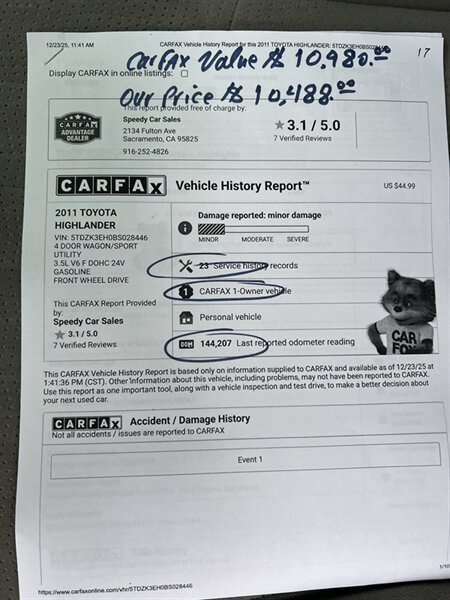 12/23/25, 11:41 AM
CARFAX Vehicle History Report for this 2011 TOYOTA HIGHLANDER: 5TDZK3EH0BS028446
CarFAX Value is $ 10,980.00
17
Display CARFAX in online listings:
Our Price is $ 10,488.00
This report provided free of charge by:
CARFAX
ADVANTAGE
DEALER
Speedy Car Sales
2134 Fulton Ave
Sacramento, CA 95825
916-252-4826
3.1 / 5.0
7 Verified Reviews
CARFAX Vehicle History Report™
US $44.99
2011 TOYOTA
HIGHLANDER
VIN: 5TDZK3EH0BS028446
4 DOOR WAGON/SPORT
UTILITY
3.5L V6 F DOHC 24V
GASOLINE
FRONT WHEEL DRIVE
This CARFAX Report Provided
by:
Speedy Car Sales
3.1 / 5.0
7 Verified Reviews
Damage reported: minor damage
MINOR MODERATE SEVERE
23 Service history records
1 CARFAX 1-Owner vehicle
Personal vehicle
144,207 Last reported odometer reading
CAR
FOX
This CARFAX Vehicle History Report is based only on information supplied to CARFAX and available as of 12/23/25 at
1:41:36 PM (CST). Other information about this vehicle, including problems, may not have been reported to CARFAX.
Use this report as one important tool, along with a vehicle inspection and test drive, to make a better decision about
your next used car.
CARFAX Accident / Damage History
Not all accidents / issues are reported to CARFAX
Event 1
https://www.carfaxonline.com/vhr/5TDZK3EH0BS028446